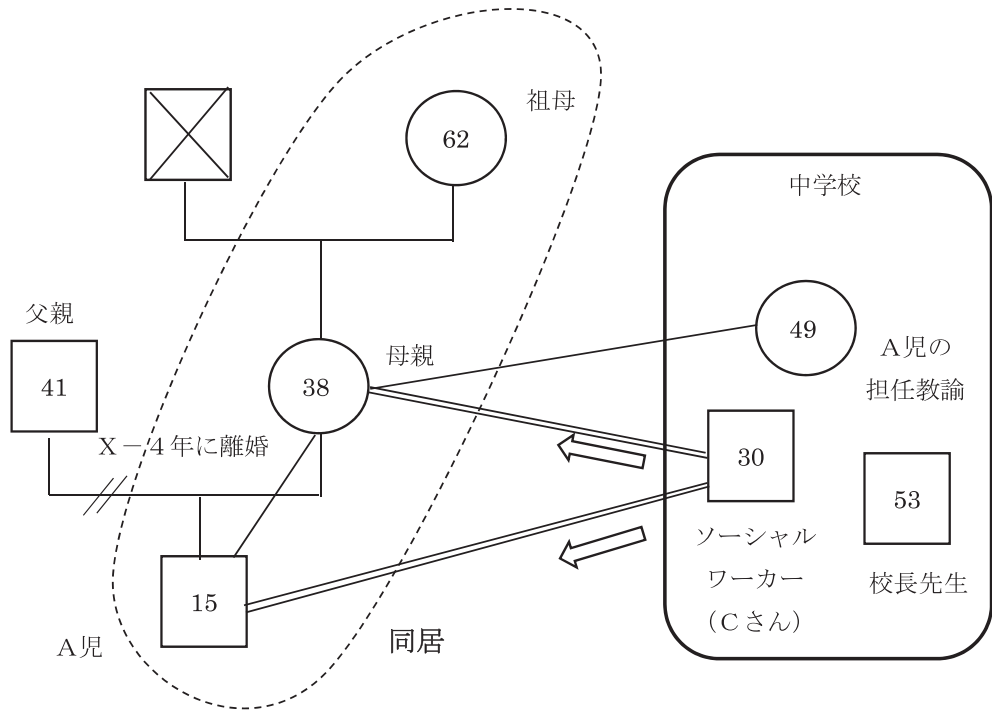 祖母
62
中学校
父親
41
母親
38
49
A児の
担任教諭
X－4年に離婚
30
53
ソーシャル
ワーカー
（Cさん）
校長先生
15
A児
同居